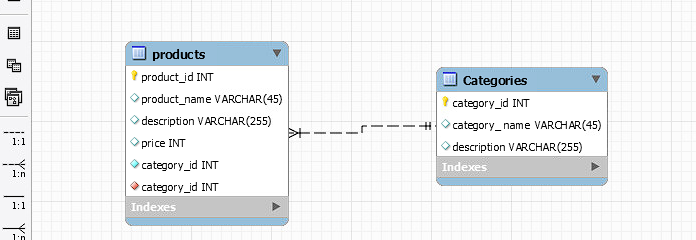 products
product_id INT
product_name VARCHAR(45)
description VARCHAR(255)
price INT
category_id INT
category_id INT
Indexes
Categories
category_id INT
category_ name VARCHAR(45)
description VARCHAR(255)
Indexes
1:1
1:n
1:1
1:n